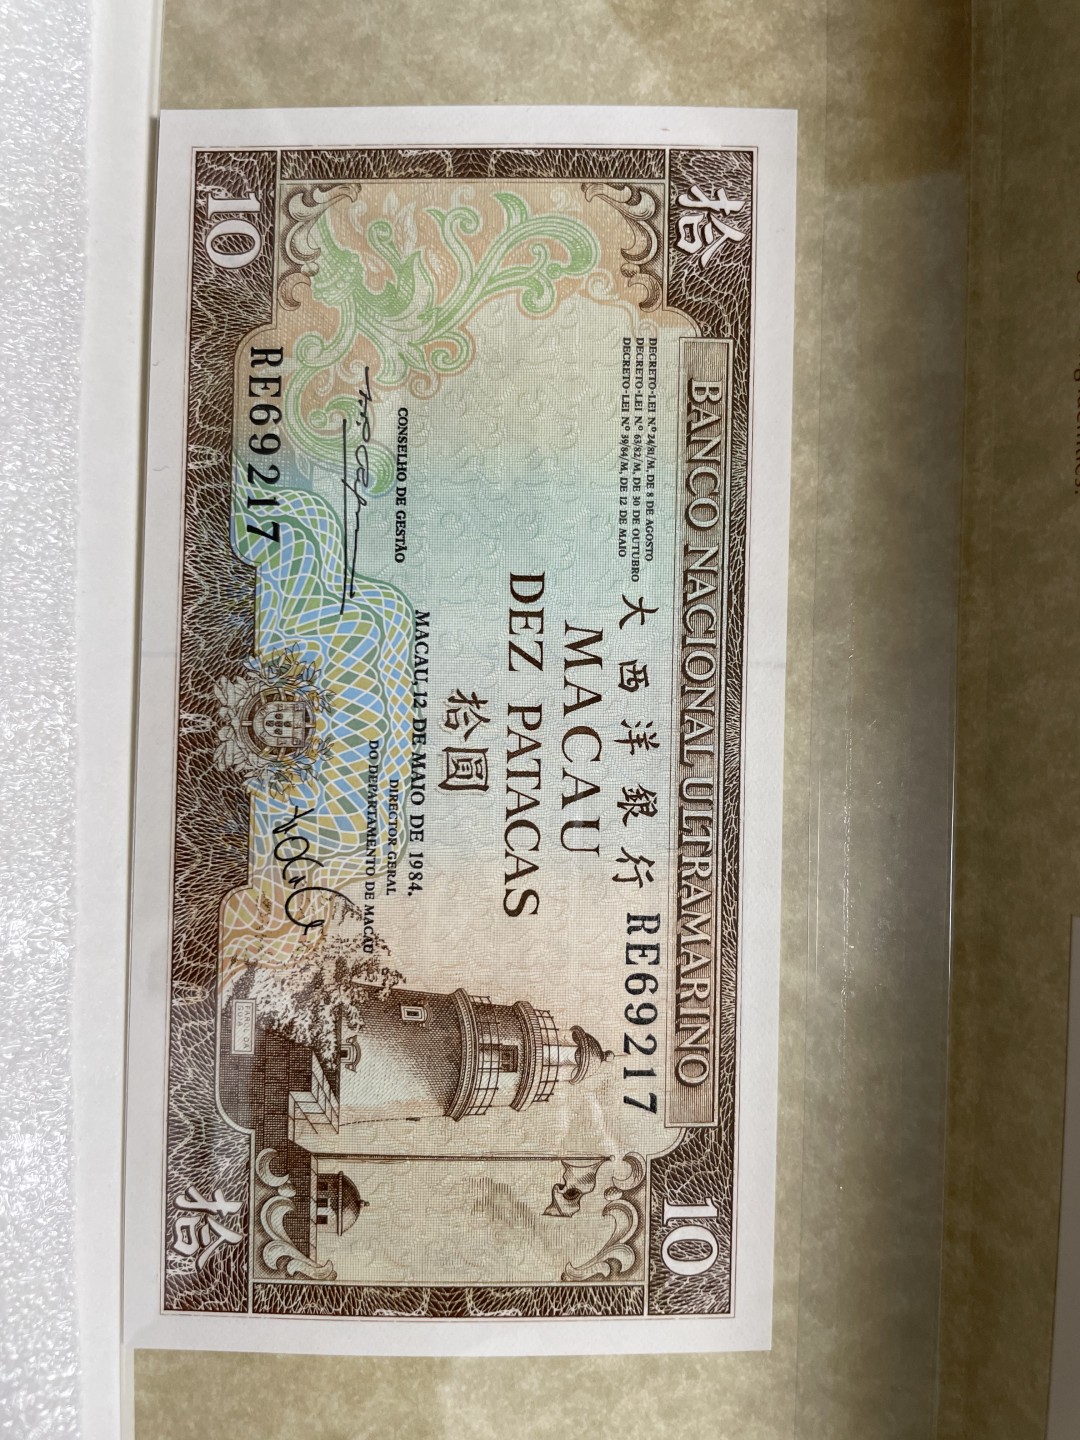 拾
BANCO NACIONAL ULTRAMARINO
10
DECRETO-LEI N.º 24/81/M, DE 8 DE AGOSTO
DECRETO-LEI N.º 63/82/M, DE 30 DE OUTUBRO
DECRETO-LEI N.º 39/84/M, DE 12 DE MAIO
大西洋銀行
RE69217
MACAU
DEZ PATACAS
拾圓
MACAU, 12 DE MAIO DE 1984.
CONSELHO DE GESTÃO
DIRECTOR GERAL
DO DEPARTAMENTO DE MACAU
RE69217
10
拾